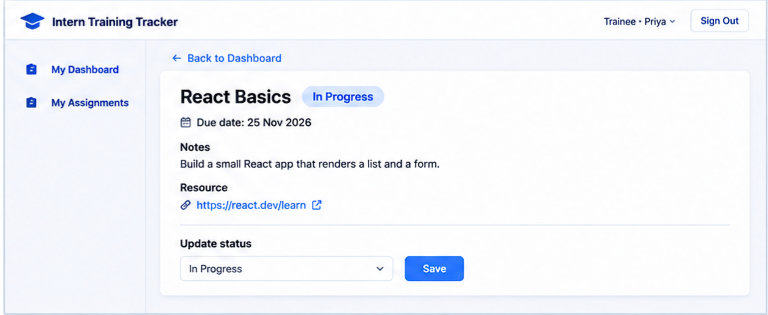 Intern Training Tracker
Trainee • Priya
Sign Out
My Dashboard
My Assignments
← Back to Dashboard
React Basics
In Progress
Due date: 25 Nov 2026
Notes
Build a small React app that renders a list and a form.
Resource
https://react.dev/learn
Update status
In Progress
Save